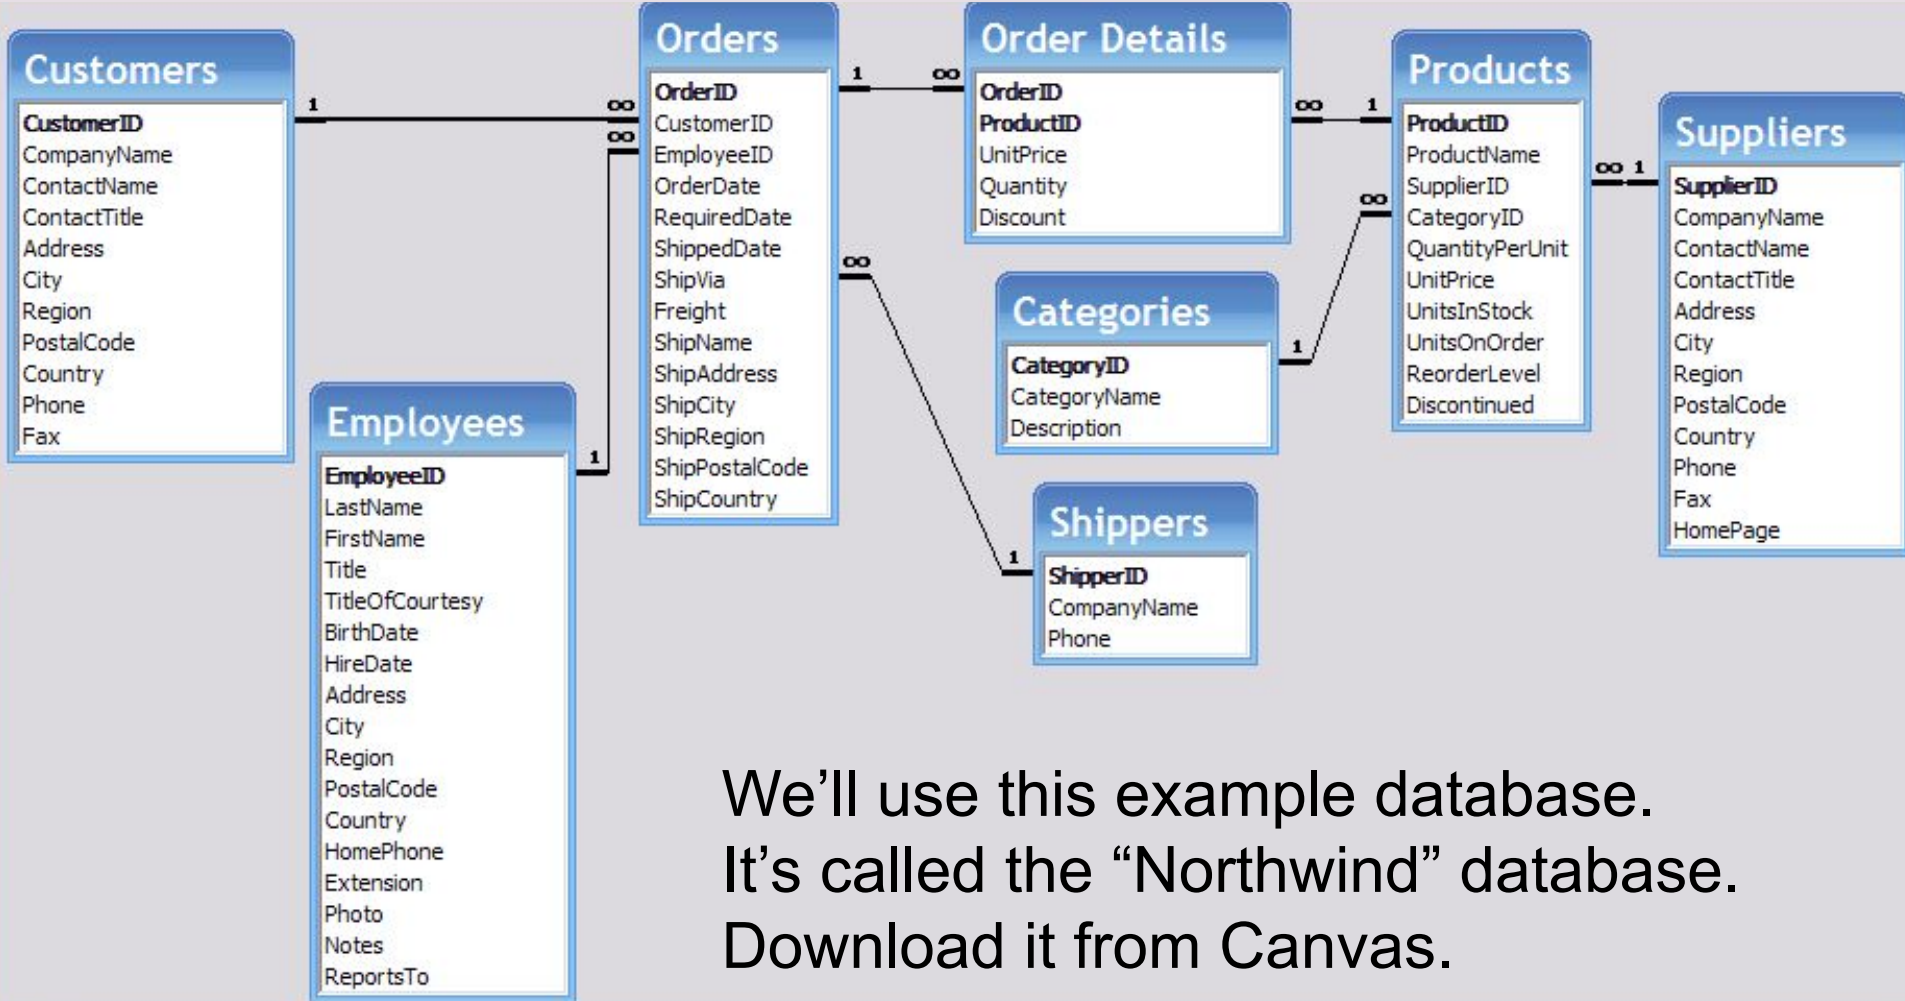 Customers
CustomerID
CompanyName
ContactName
ContactTitle
Address
City
Region
PostalCode
Country
Phone
Fax
Employees
EmployeeID
LastName
FirstName
Title
TitleOfCourtesy
BirthDate
HireDate
Address
City
Region
PostalCode
Country
HomePhone
Extension
Photo
Notes
ReportsTo
Orders
OrderID
CustomerID
EmployeeID
OrderDate
RequiredDate
ShippedDate
ShipVia
Freight
ShipName
ShipAddress
ShipCity
ShipRegion
ShipPostalCode
ShipCountry
Order Details
OrderID
ProductID
UnitPrice
Quantity
Discount
Categories
CategoryID
CategoryName
Description
Shippers
ShipperID
CompanyName
Phone
Products
ProductID
ProductName
SupplierID
CategoryID
QuantityPerUnit
UnitPrice
UnitsInStock
UnitsOnOrder
ReorderLevel
Discontinued
Suppliers
SupplierID
CompanyName
ContactName
ContactTitle
Address
City
Region
PostalCode
Country
Phone
Fax
HomePage
1 ∞
1 ∞
1 ∞
∞ 1
∞ 1
∞ 1
∞ 1
We’ll use this example database.
It’s called the “Northwind” database.
Download it from Canvas.